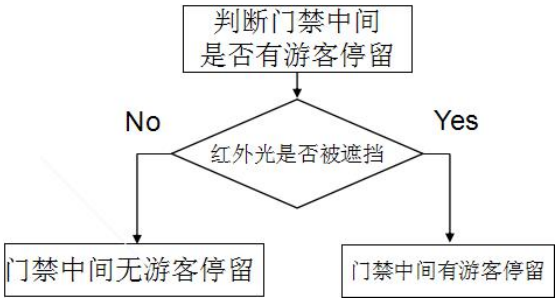 判断门禁中间
是否有游客停留
No
Yes
红外光是否被遮挡
门禁中间无游客停留
门禁中间有游客停留